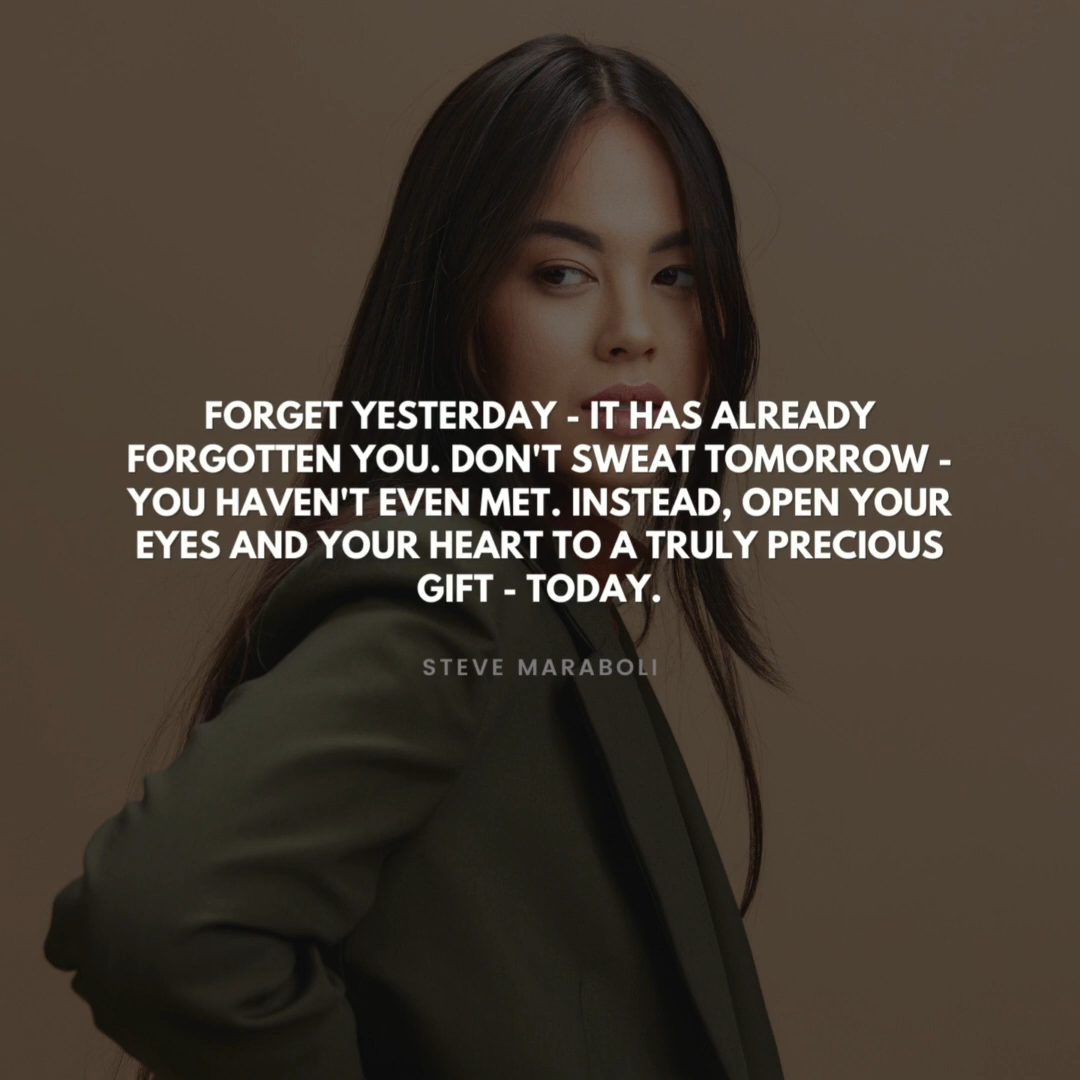 FORGET YESTERDAY - IT HAS ALREADY
FORGOTTEN YOU. DON'T SWEAT TOMORROW -
YOU HAVEN'T EVEN MET. INSTEAD, OPEN YOUR
EYES AND YOUR HEART TO A TRULY PRECIOUS
GIFT - TODAY.
STEVE MARABOLI